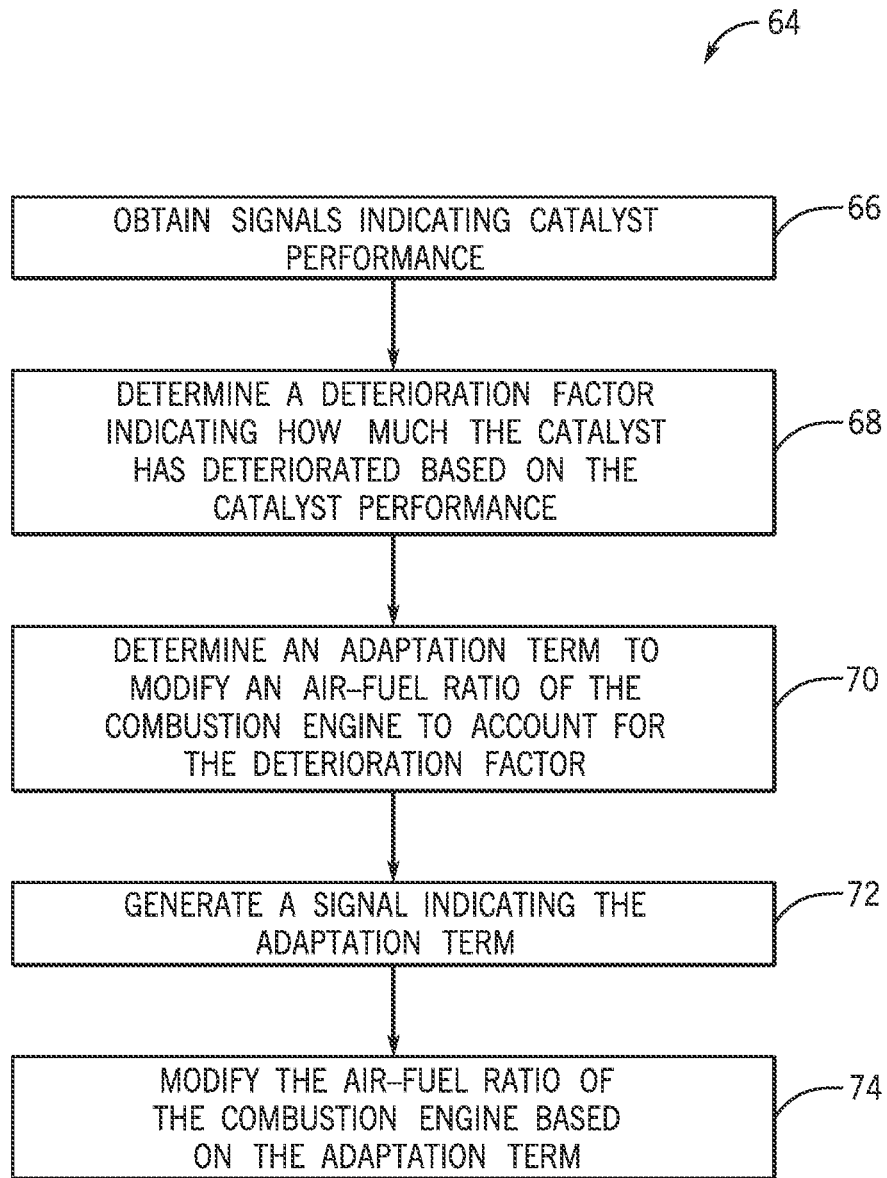 64
OBTAIN SIGNALS INDICATING CATALYST
PERFORMANCE
66
DETERMINE A DETERIORATION FACTOR
INDICATING HOW MUCH THE CATALYST
HAS DETERIORATED BASED ON THE
CATALYST PERFORMANCE
68
DETERMINE AN ADAPTATION TERM TO
MODIFY AN AIR–FUEL RATIO OF THE
COMBUSTION ENGINE TO ACCOUNT FOR
THE DETERIORATION FACTOR
70
GENERATE A SIGNAL INDICATING THE
ADAPTATION TERM
72
MODIFY THE AIR–FUEL RATIO OF
THE COMBUSTION ENGINE BASED
ON THE ADAPTATION TERM
74